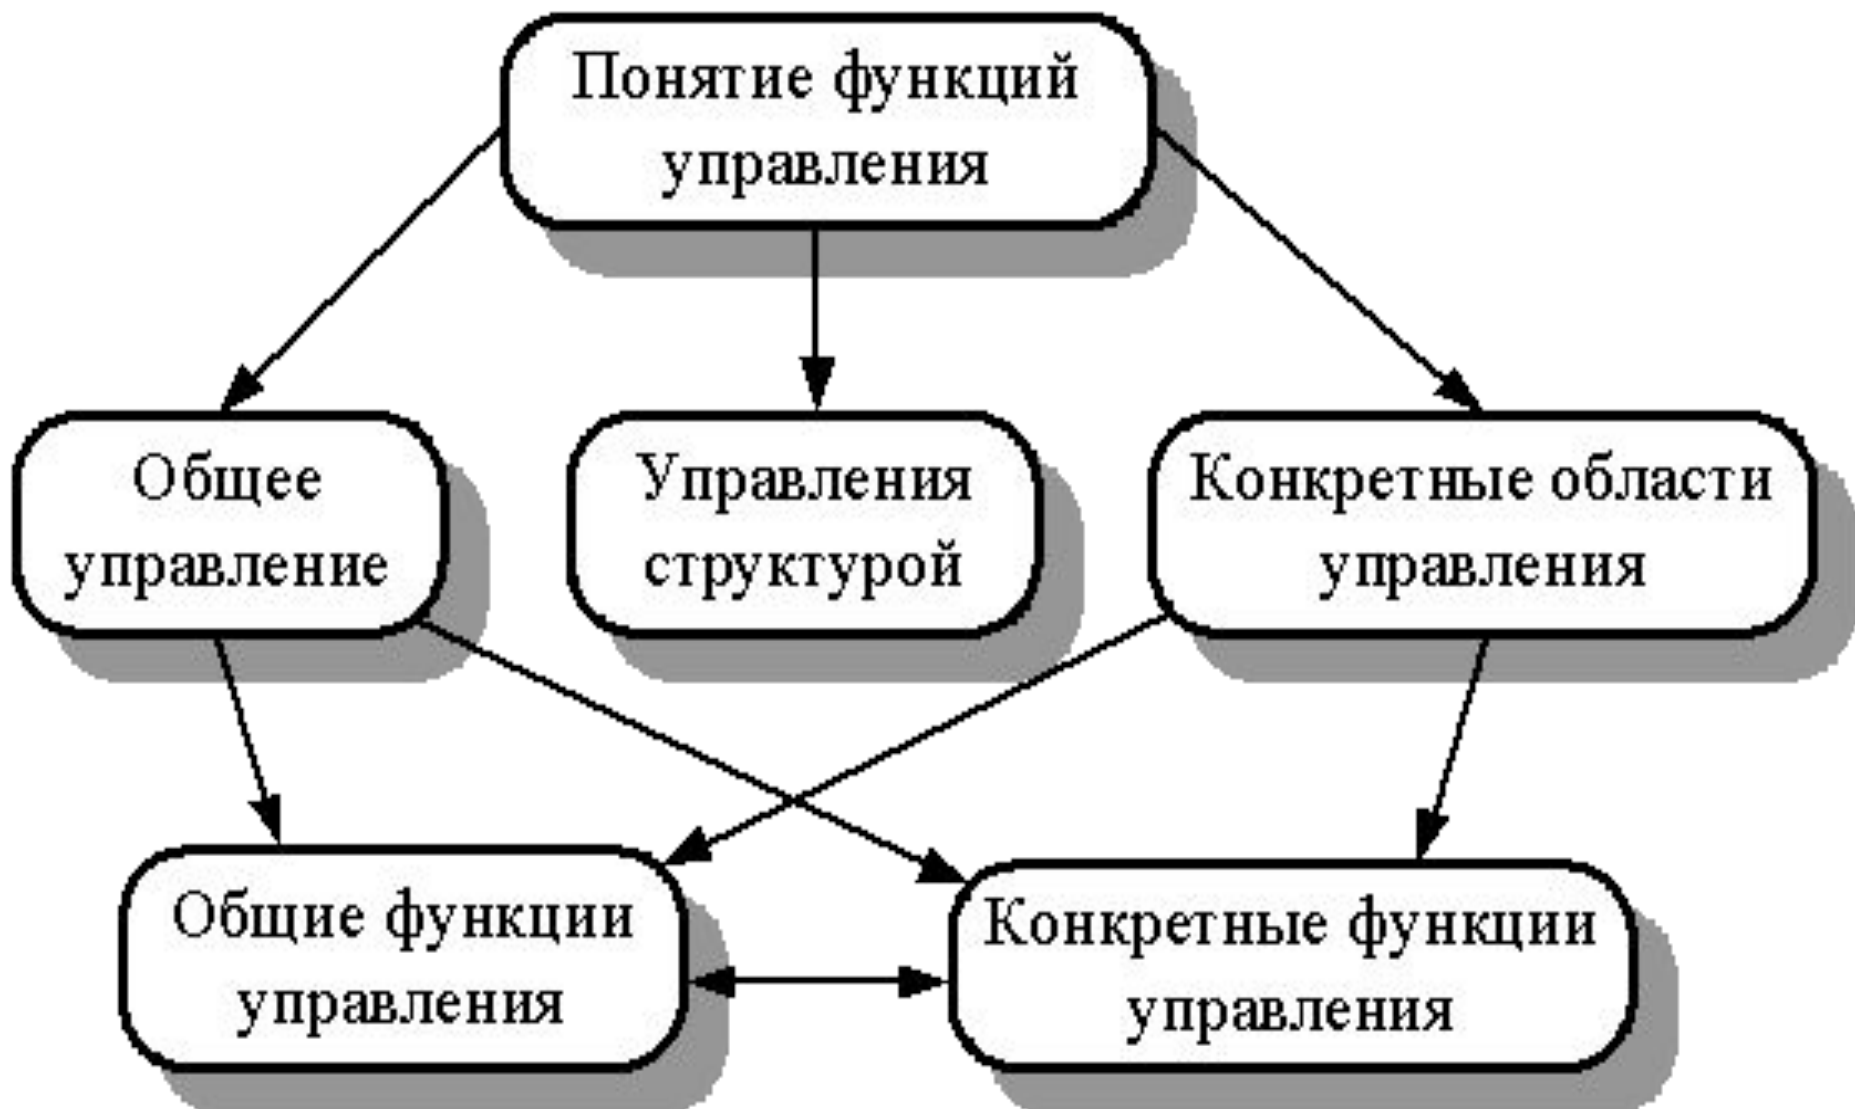 Понятие функций
управления
Общее
управление
Управления
структурой
Конкретные области
управления
Общие функции
управления
Конкретные функции
управления